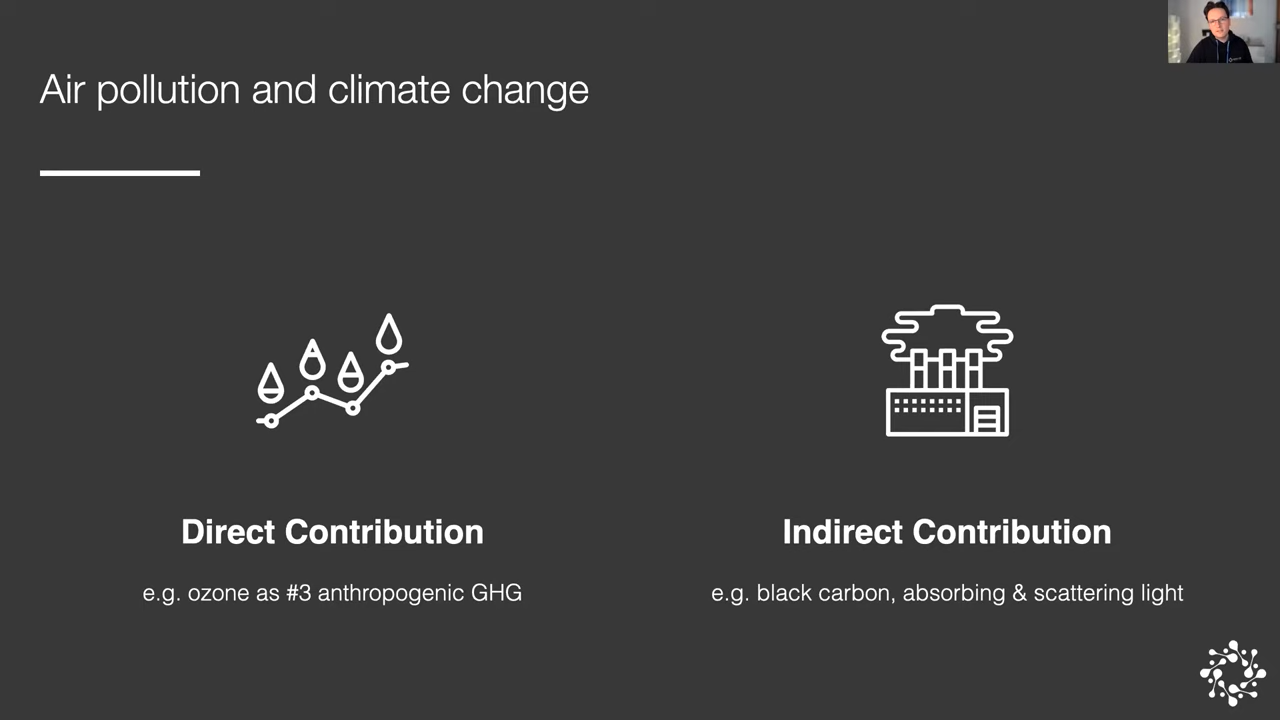 Air pollution and climate change
Direct Contribution
e.g. ozone as #3 anthropogenic GHG
Indirect Contribution
e.g. black carbon, absorbing & scattering light